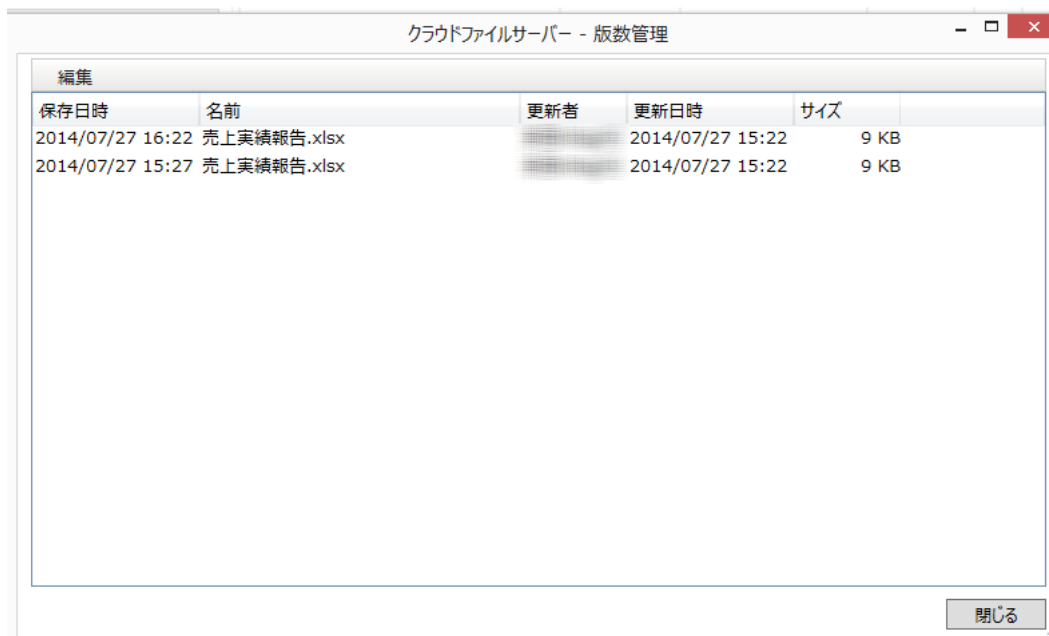 クラウドファイルサーバー - 版数管理
編集
保存日時 名前 更新者 更新日時 サイズ
2014/07/27 16:22 売上実績報告.xlsx 2014/07/27 15:22 9 KB
2014/07/27 15:27 売上実績報告.xlsx 2014/07/27 15:22 9 KB
閉じる